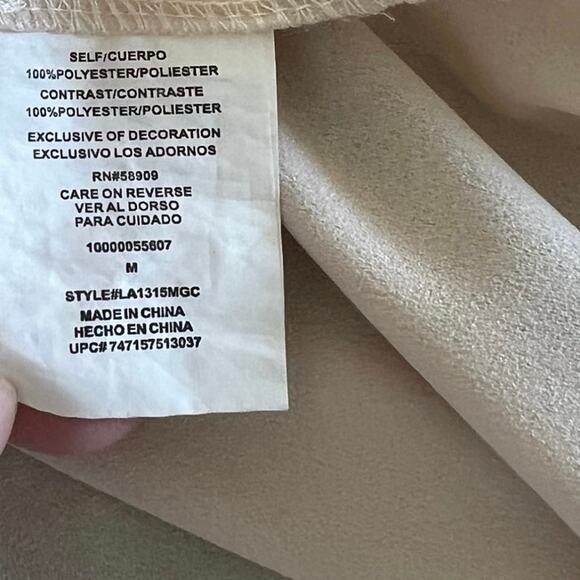 SELF/CUERPO
100%POLYESTER/POLIESTER
CONTRAST/CONTRASTE
100%POLYESTER/POLIESTER
EXCLUSIVE OF DECORATION
EXCLUSIVO LOS ADORNOS
RN#58909
CARE ON REVERSE
VER AL DORSO
PARA CUIDADO
10000055607
M
STYLE#LA1315MGC
MADE IN CHINA
HECHO EN CHINA
UPC# 747157513037